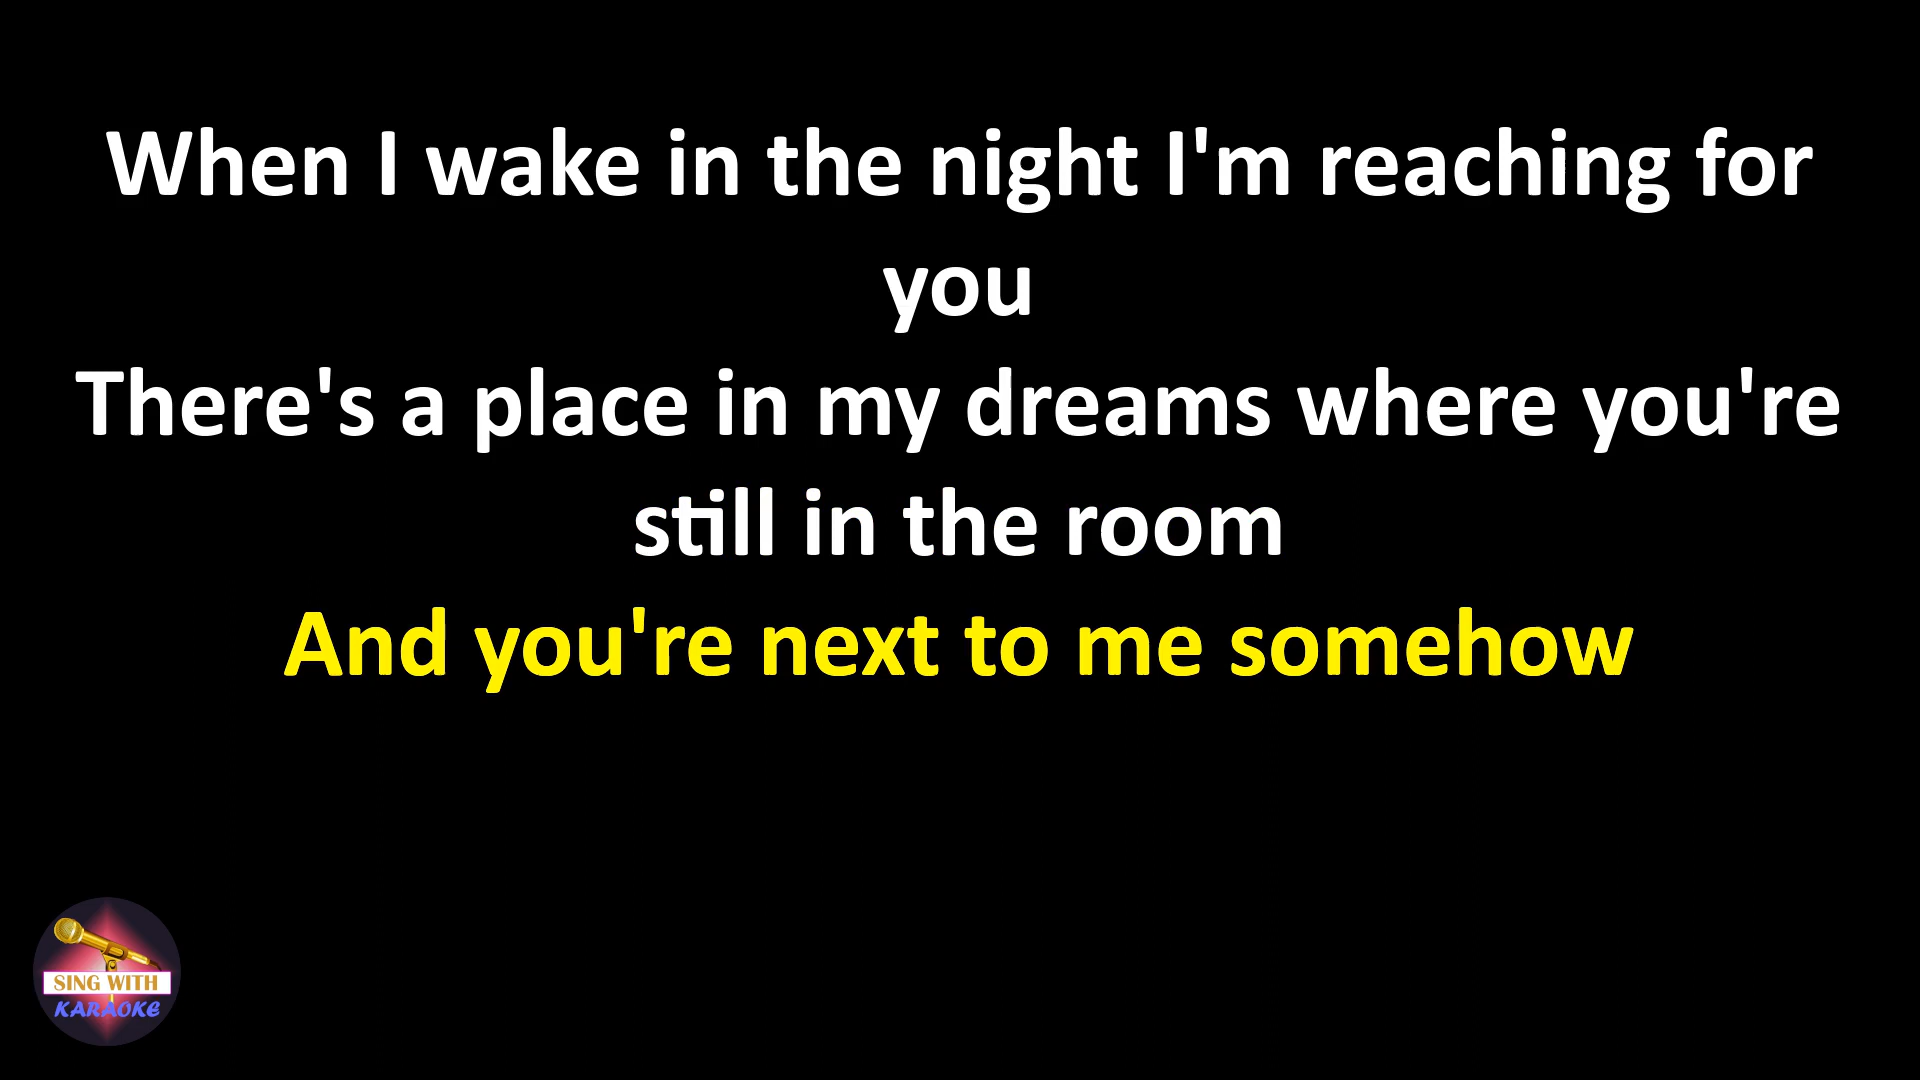 When I wake in the night I'm reaching for
you
There's a place in my dreams where you're
still in the room
And you're next to me somehow
SING WITH
KARAOKE